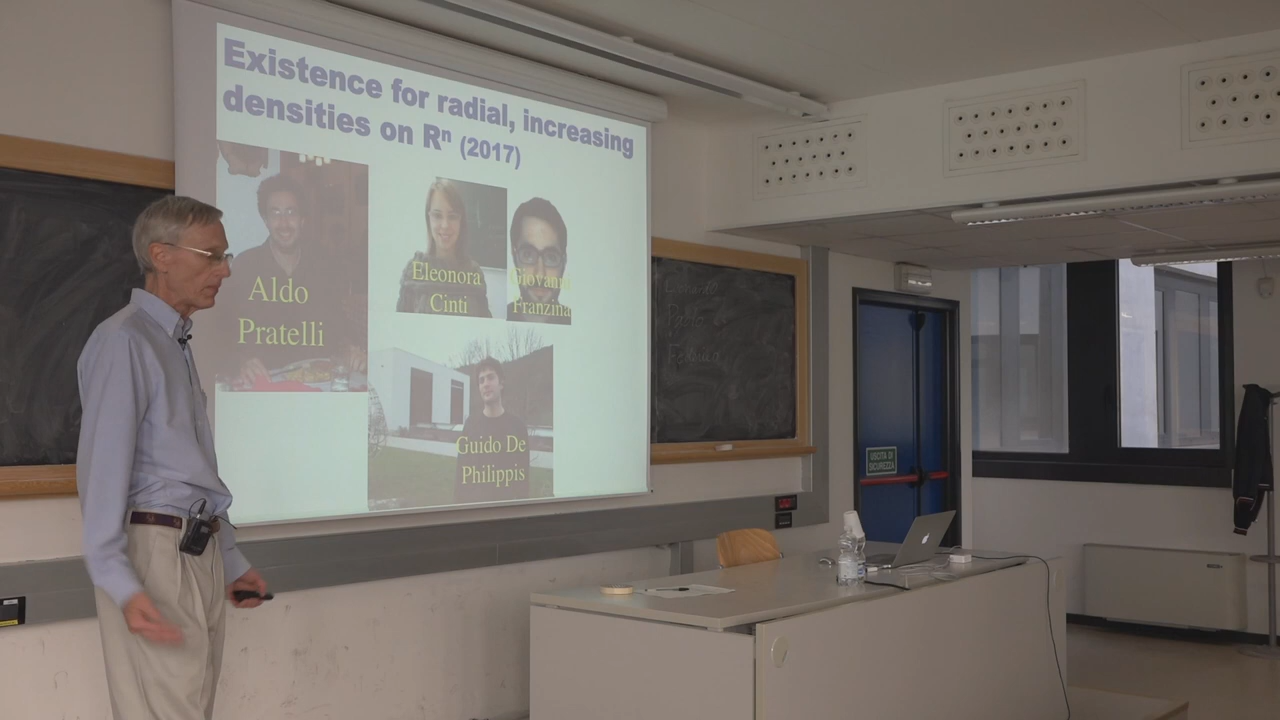 Existence for radial, increasing
densities on Rⁿ (2017)
Aldo
Pratelli
Eleonora
Cinti
Giovanni
Franzina
Guido De
Philippis
USCITA DI
SICUREZZA